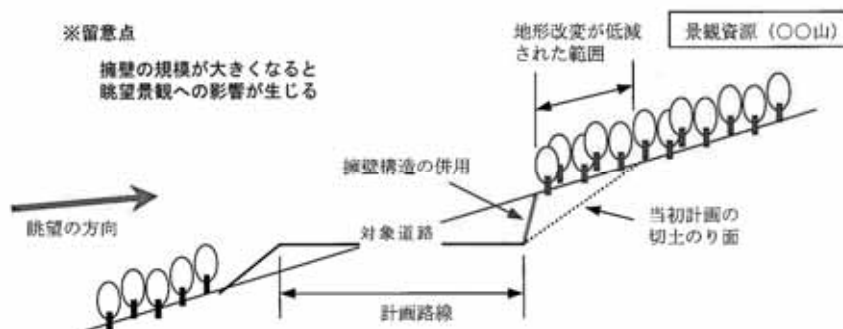 ※留意点
擁壁の規模が大きくなると
眺望景観への影響が生じる
地形改変が低減
された範囲
景観資源（○○山）
擁壁構造の併用
眺望の方向
対象道路
当初計画の
切土のり面
計画路線